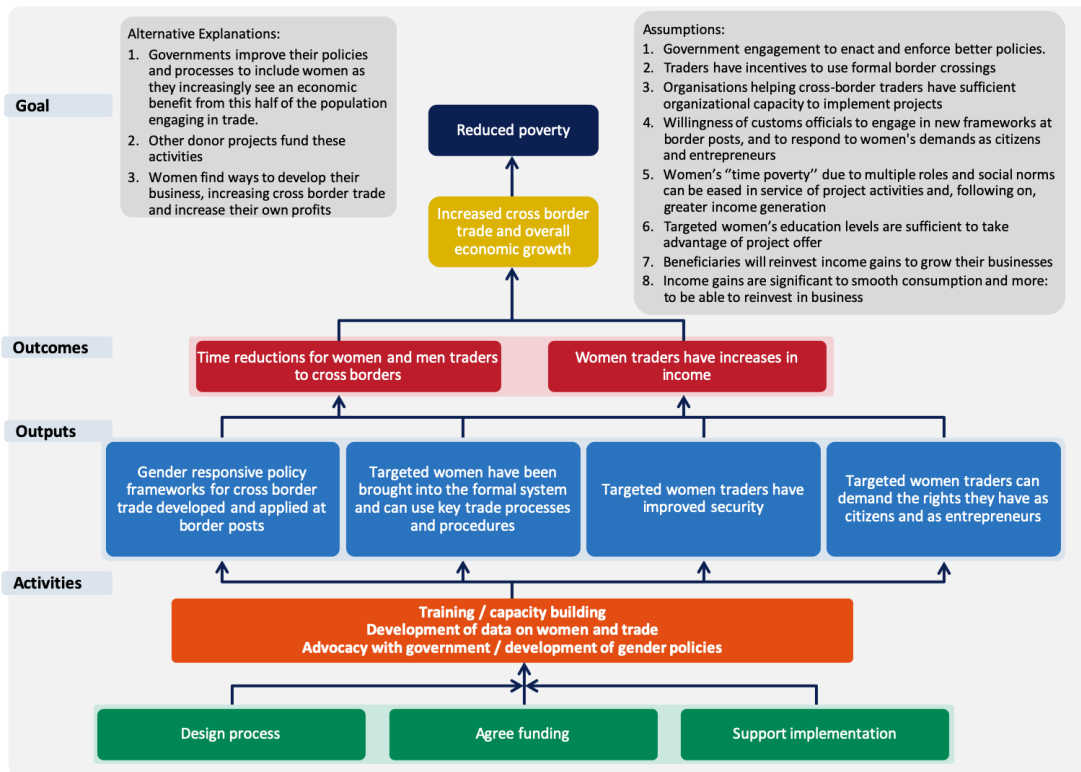 Alternative Explanations:
1. Governments improve their policies
and processes to include women as
they increasingly see an economic
benefit from this half of the population
engaging in trade.
2. Other donor projects fund these
activities
3. Women find ways to develop their
business, increasing cross border trade
and increase their own profits
Assumptions:
1. Government engagement to enact and enforce better policies.
2. Traders have incentives to use formal border crossings
3. Organisations helping cross-border traders have sufficient
organizational capacity to implement projects
4. Willingness of customs officials to engage in new frameworks at
border posts, and to respond to women's demands as citizens
and entrepreneurs
5. Women's "time poverty" due to multiple roles and social norms
can be eased in service of project activities and, following on,
greater income generation
6. Targeted women's education levels are sufficient to take
advantage of project offer
7. Beneficiaries will reinvest income gains to grow their businesses
8. Income gains are significant to smooth consumption and more:
to be able to reinvest in business
Goal
Reduced poverty
Increased cross border
trade and overall
economic growth
Outcomes
Time reductions for women and men traders
to cross borders
Women traders have increases in
income
Outputs
Gender responsive policy
frameworks for cross border
trade developed and applied at
border posts
Targeted women have been
brought into the formal system
and can use key trade processes
and procedures
Targeted women traders have
improved security
Targeted women traders can
demand the rights they have as
citizens and as entrepreneurs
Activities
Training / capacity building
Development of data on women and trade
Advocacy with government / development of gender policies
Design process
Agree funding
Support implementation